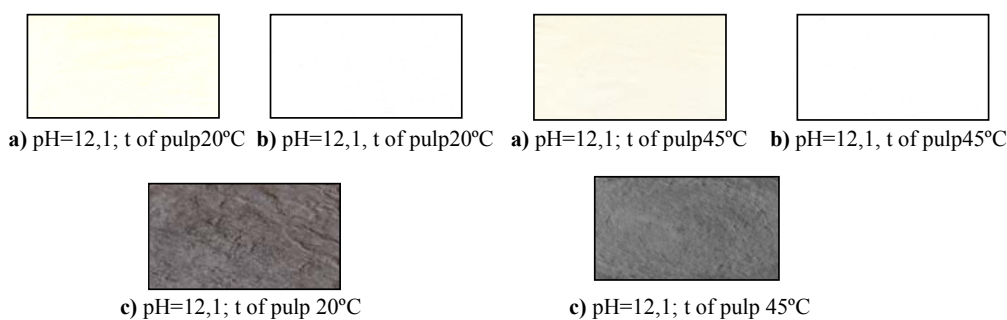 a) pH=12,1; t of pulp20ºC b) pH=12,1, t of pulp20ºC a) pH=12,1; t of pulp45ºC b) pH=12,1, t of pulp45ºC
c) pH=12,1; t of pulp 20ºC c) pH=12,1; t of pulp 45ºC